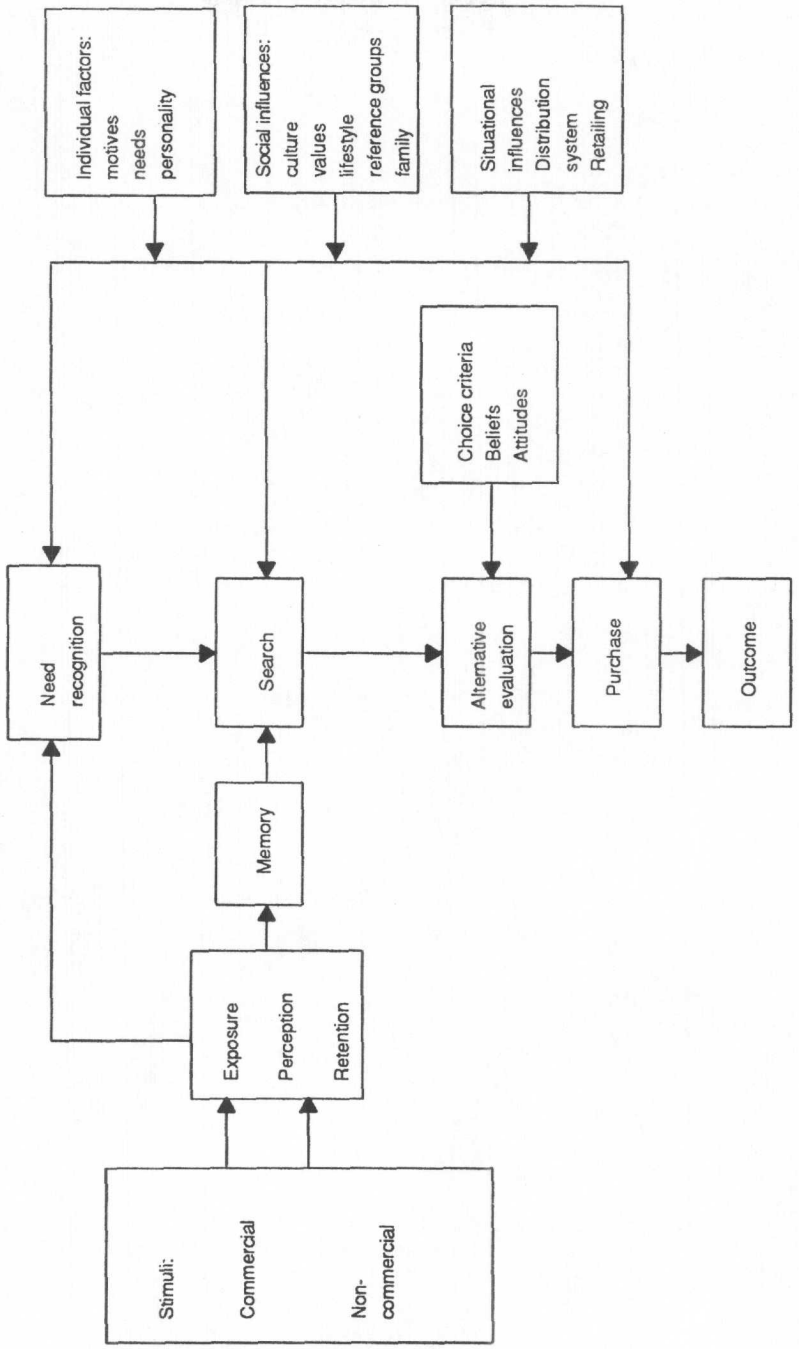 Stimuli:
Commercial
Non-
commercial
Exposure
Perception
Retention
Memory
Need
recognition
Search
Alternative
evaluation
Purchase
Outcome
Choice criteria
Beliefs
Attitudes
Individual factors:
motives
needs
personality
Social influences:
culture
values
lifestyle
reference groups
family
Situational
influences
Distribution
system
Retailing